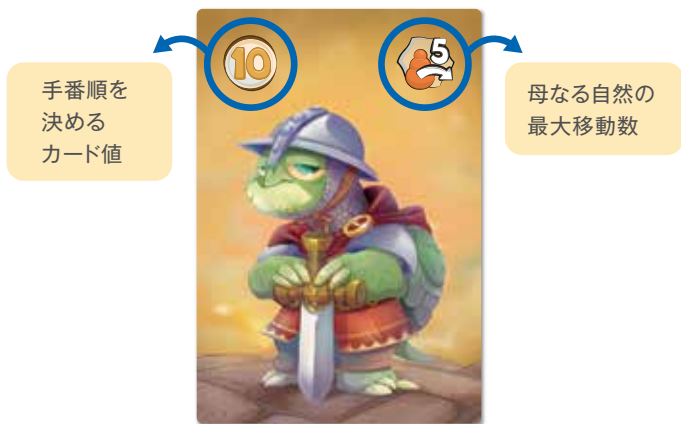 10
5
手番順を
決める
カード値
母なる自然の
最大移動数